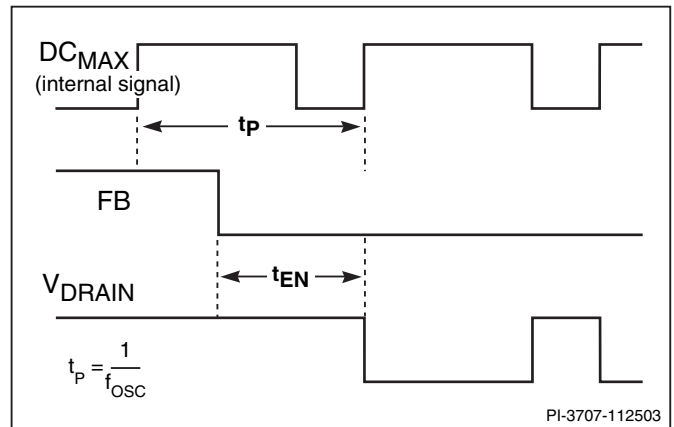 DCMAX
(internal signal)
tP
FB
tEN
VDRAIN
tP = 1
fOSC
PI-3707-112503